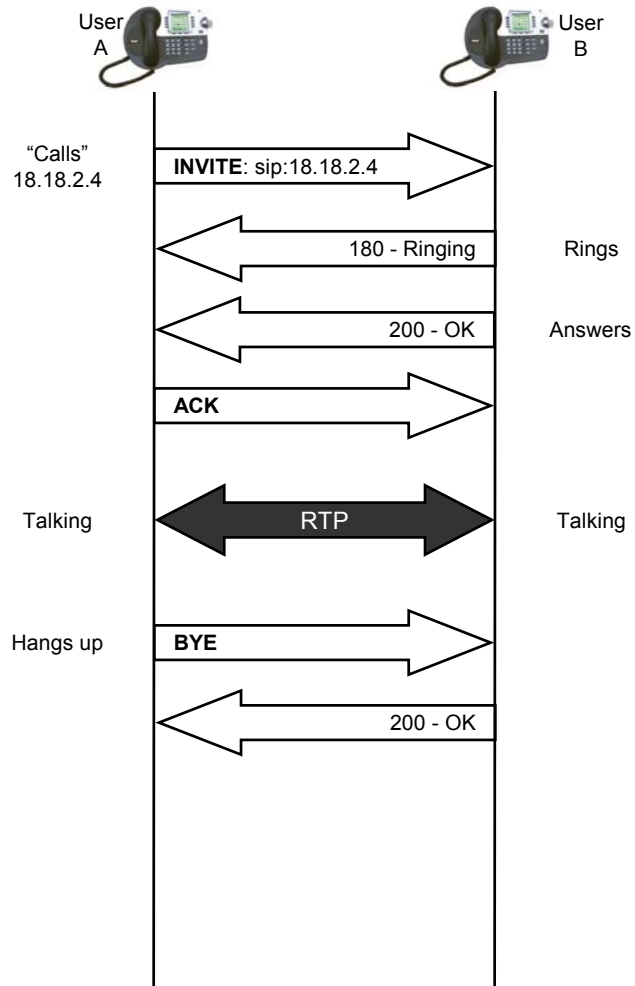 User
A
User
B
“Calls”
18.18.2.4
INVITE: sip:18.18.2.4
180 - Ringing
Rings
200 - OK
Answers
ACK
Talking
RTP
Talking
Hangs up
BYE
200 - OK